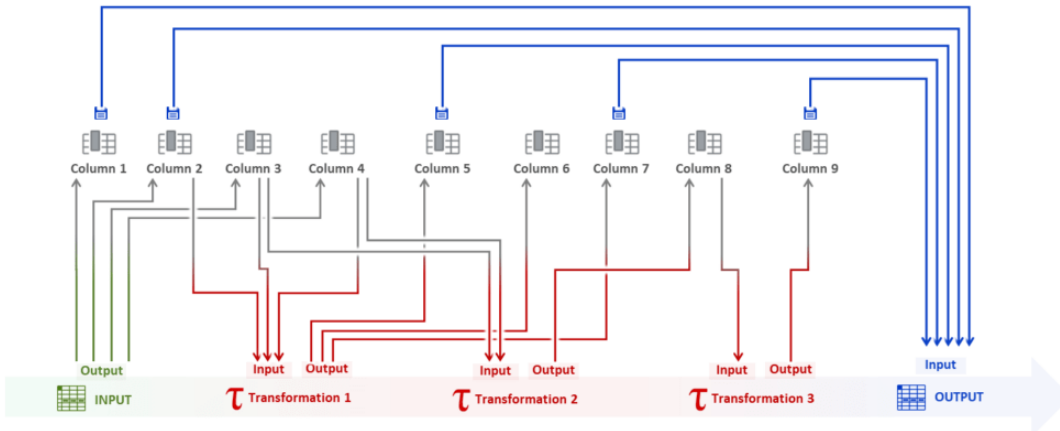 Column 1
Column 2
Column 3
Column 4
Column 5
Column 6
Column 7
Column 8
Column 9
Output
Input
Output
Input
Output
Input
Output
Input
INPUT
τ Transformation 1
τ Transformation 2
τ Transformation 3
OUTPUT